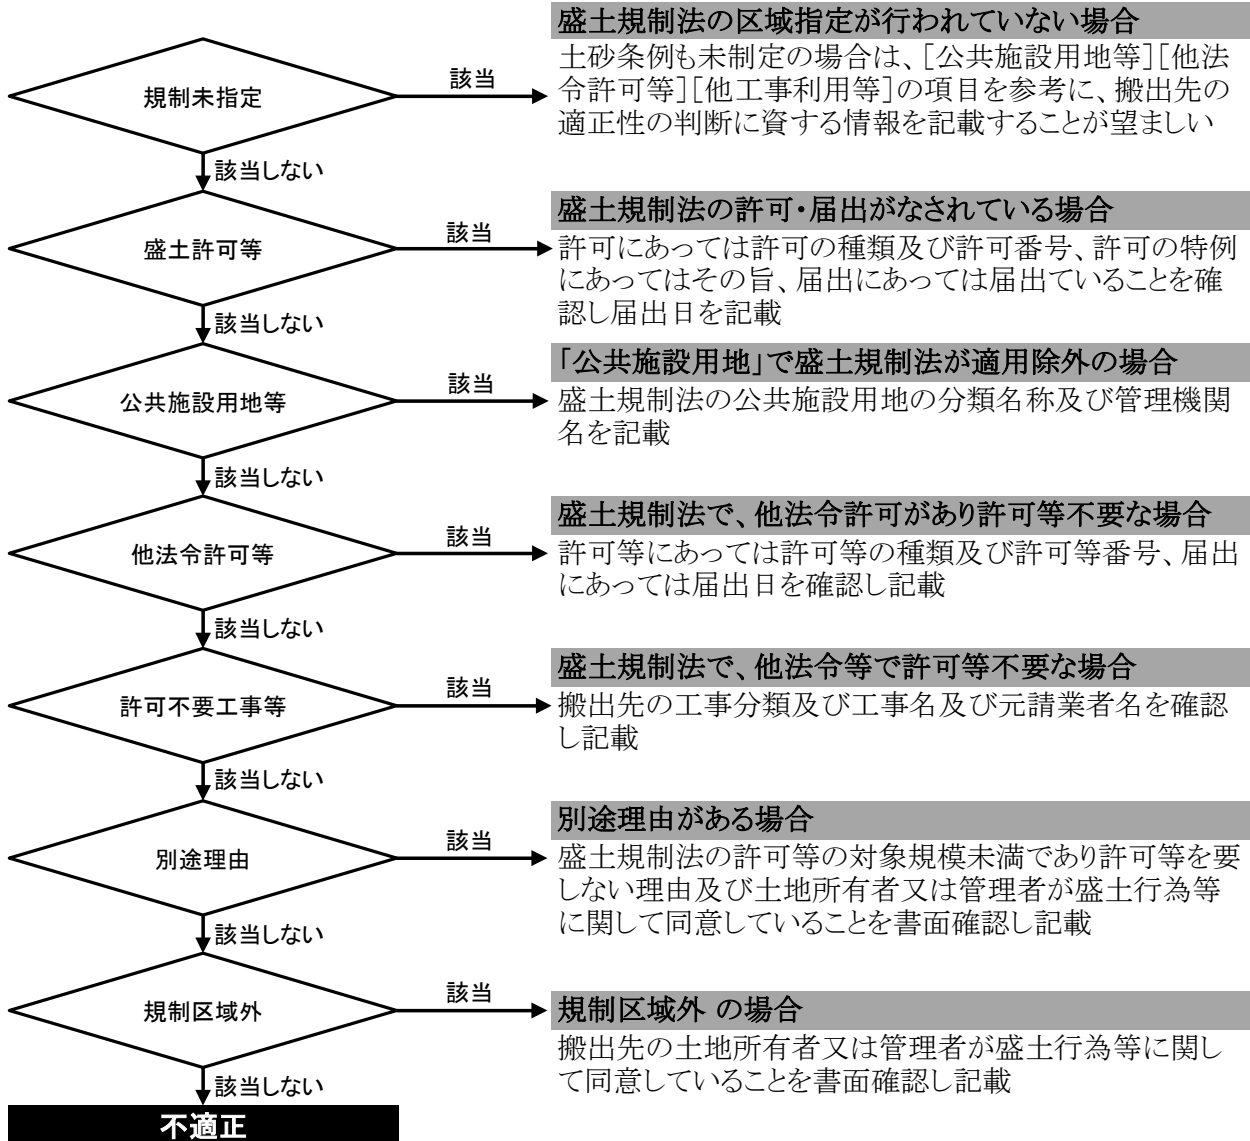 盛土規制法の区域指定が行われていない場合
規制未指定
該当
土砂条例も未制定の場合は、[公共施設用地等][他法
令許可等][他工事利用等]の項目を参考に、搬出先の
適正性の判断に資する情報を記載することが望ましい
該当しない
盛土規制法の許可・届出がなされている場合
盛土許可等
該当
許可にあっては許可の種類及び許可番号、許可の特例
にあってはその旨、届出にあっては届出ていることを確
認し届出日を記載
該当しない
「公共施設用地」で盛土規制法が適用除外の場合
公共施設用地等
該当
盛土規制法の公共施設用地の分類名称及び管理機関
名を記載
該当しない
盛土規制法で、他法令許可があり許可等不要な場合
他法令許可等
該当
許可等にあっては許可等の種類及び許可等番号、届出
にあっては届出日を確認し記載
該当しない
盛土規制法で、他法令等で許可等不要な場合
許可不要工事等
該当
搬出先の工事分類及び工事名及び元請業者名を確認
し記載
該当しない
別途理由がある場合
別途理由
該当
盛土規制法の許可等の対象規模未満であり許可等を要
しない理由及び土地所有者又は管理者が盛土行為等
に関して同意していることを書面確認し記載
該当しない
規制区域外 の場合
規制区域外
該当
搬出先の土地所有者又は管理者が盛土行為等に関し
て同意していることを書面確認し記載
該当しない
不適正